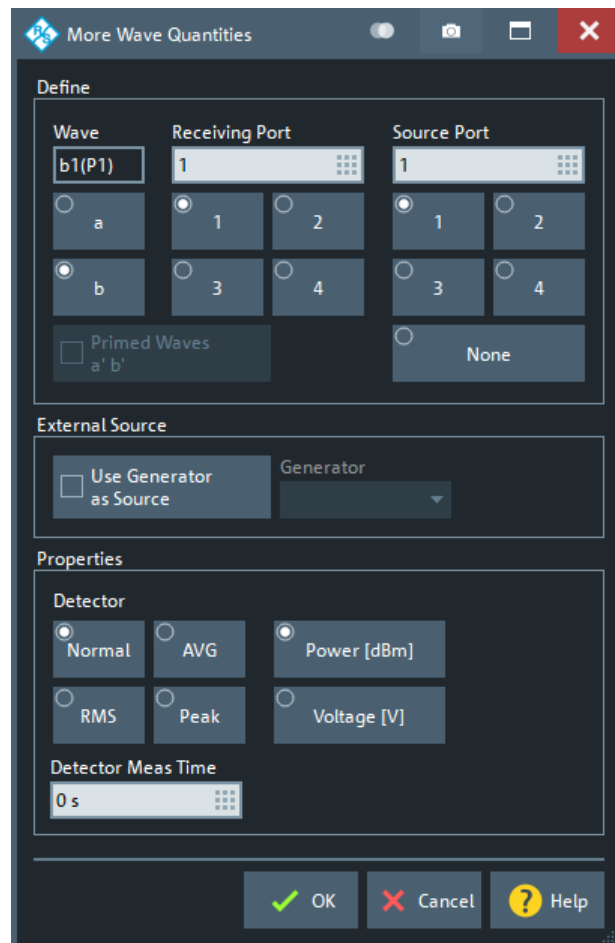 R&S More Wave Quantities
Define
Wave Receiving Port Source Port
b1(P1) 1 1
a 1 2 1 2
b 3 4 3 4
Primed Waves
a' b'
None
External Source
Use Generator
as Source
Generator
Properties
Detector
Normal AVG Power [dBm]
RMS Peak Voltage [V]
Detector Meas Time
0 s
OK Cancel ? Help